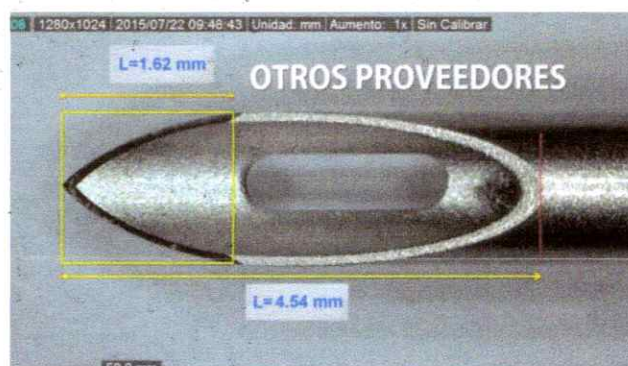 1280x1024 2015/07/22 09:48:43 Unidad: mm Aumento: 1x Sin Calibrar
L=1.62 mm
OTROS PROVEEDORES
L=4.54 mm